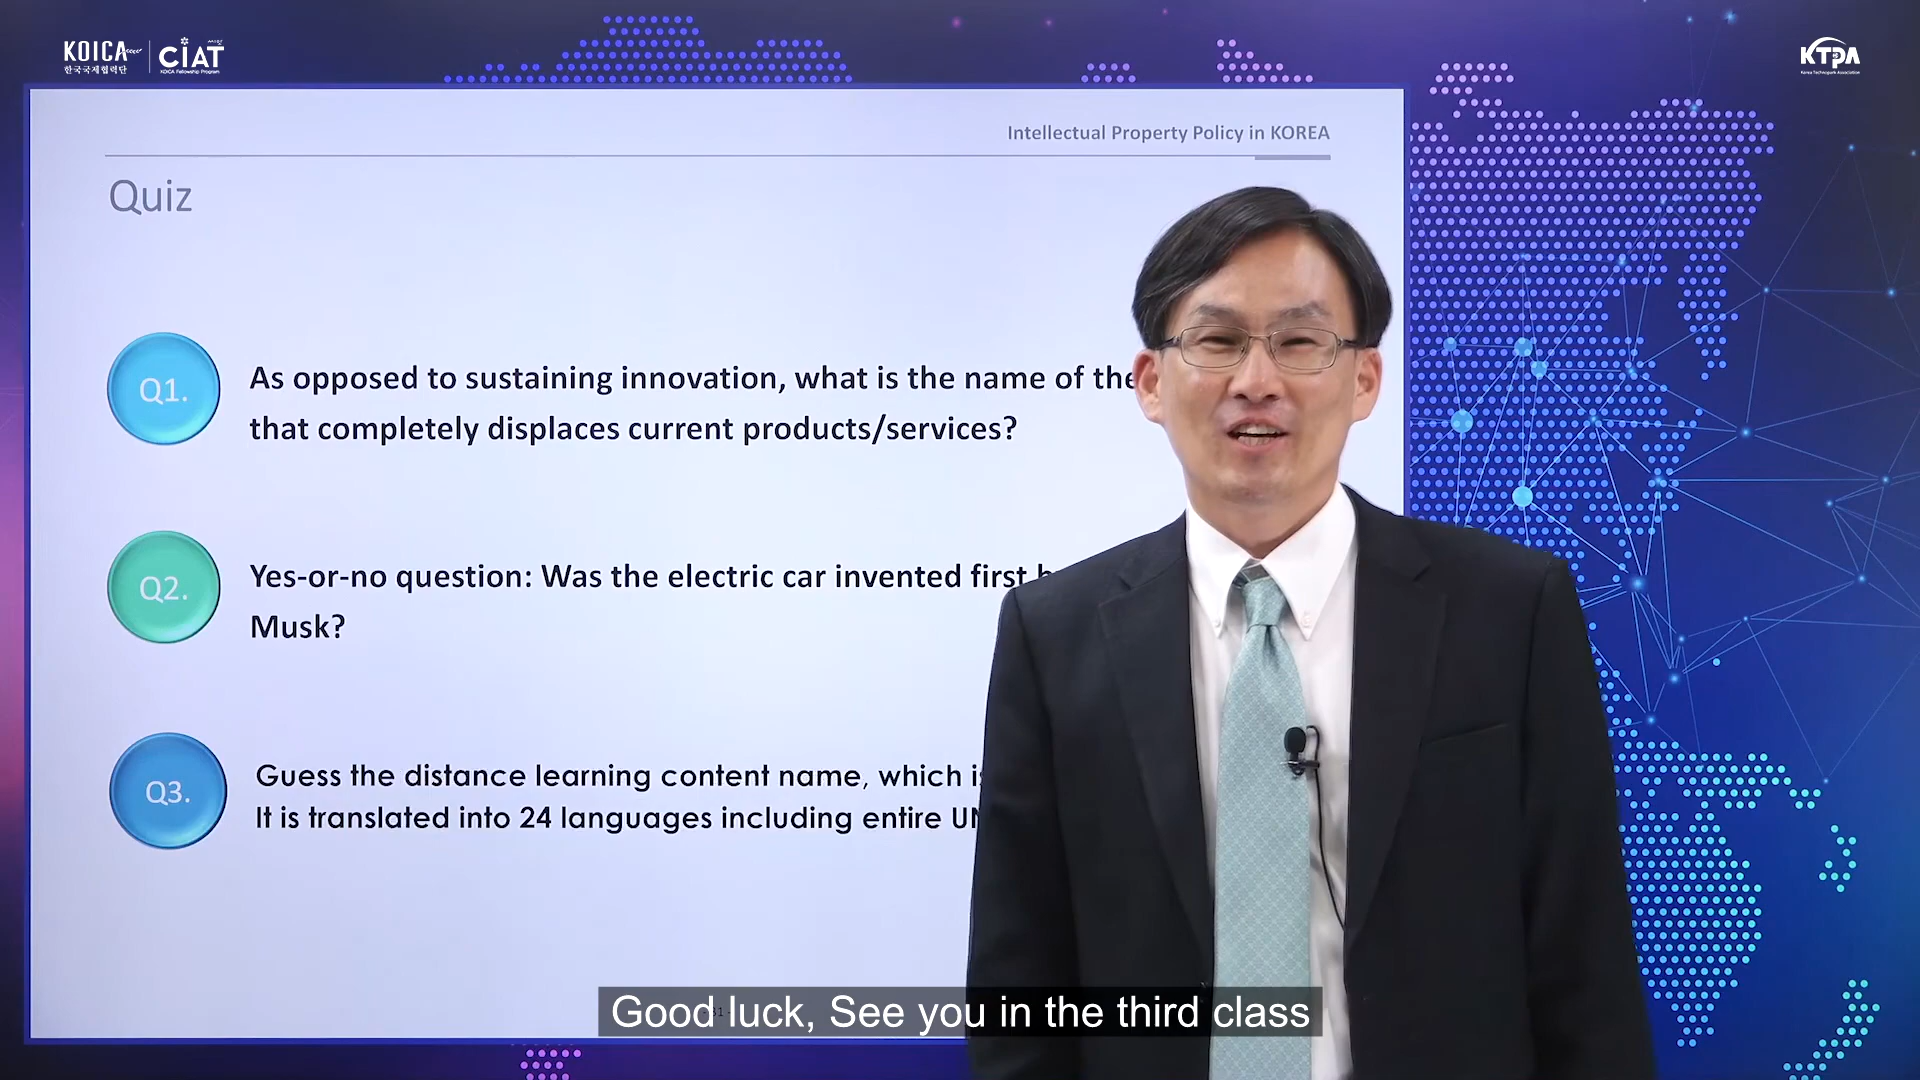 KOICA
한국국제협력단
CIAT
KOICA Fellowship Program
KTPA
Korea Technopark Association
Intellectual Property Policy in KOREA
Quiz
Q1.
As opposed to sustaining innovation, what is the name of the
that completely displaces current products/services?
Q2.
Yes-or-no question: Was the electric car invented first
Musk?
Q3.
Guess the distance learning content name, which
It is translated into 24 languages including entire
Good luck, See you in the third class